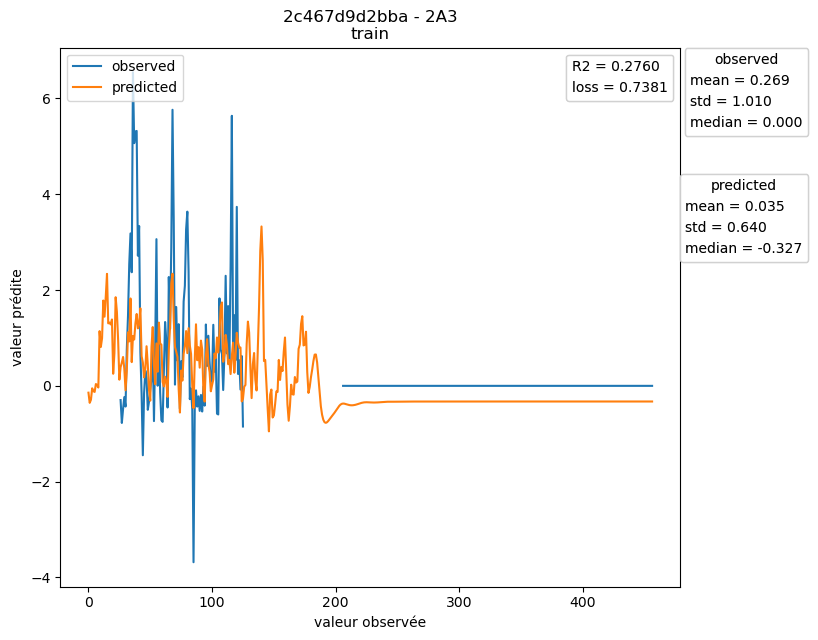 2c467d9d2bba - 2A3
train
observed
predicted
R2 = 0.2760
loss = 0.7381
observed
mean = 0.269
std = 1.010
median = 0.000
predicted
mean = 0.035
std = 0.640
median = -0.327
valeur prédite
6
4
2
0
−2
−4
0
100
200
300
400
valeur observée